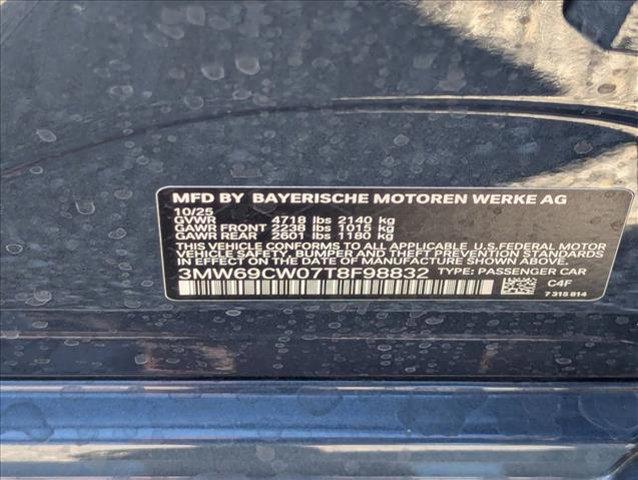 MFD BY BAYERISCHE MOTOREN WERKE AG
10/25
GVWR 4718 lbs 2140 kg
GAWR FRONT 2238 lbs 1015 kg
GAWR REAR 2601 lbs 1180 kg
THIS VEHICLE CONFORMS TO ALL APPLICABLE U.S.FEDERAL MOTOR
VEHICLE SAFETY, BUMPER, AND THEFT PREVENTION STANDARDS
IN EFFECT ON THE DATE OF MANUFACTURE SHOWN ABOVE.
3MW69CW07T8F98832 TYPE: PASSENGER CAR
C4F
7 315 814